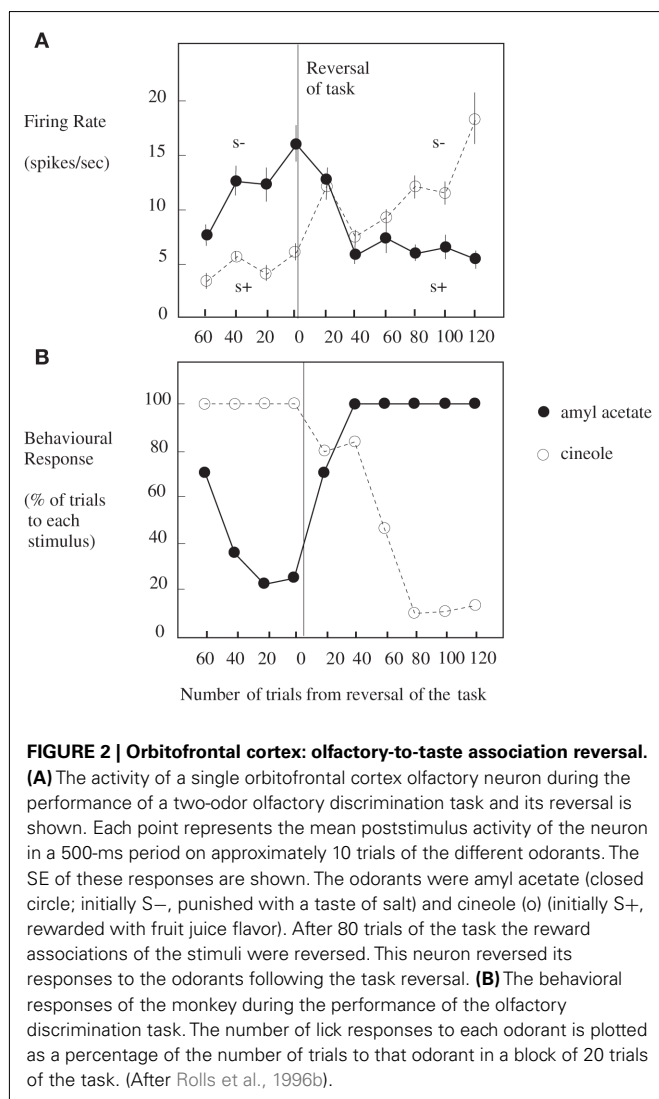 A
Firing Rate
(spikes/sec)
20
15
10
5
0
Reversal
of task
s-
s-
s+
s+
60 40 20 0 20 40 60 80 100 120
B
Behavioural
Response
(% of trials
to each
stimulus)
100
80
60
40
20
0
amyl acetate
cineole
60 40 20 0 20 40 60 80 100 120
Number of trials from reversal of the task
FIGURE 2 | Orbitofrontal cortex: olfactory-to-taste association reversal.
(A) The activity of a single orbitofrontal cortex olfactory neuron during the
performance of a two-odor olfactory discrimination task and its reversal is
shown. Each point represents the mean poststimulus activity of the neuron
in a 500-ms period on approximately 10 trials of the different odorants. The
SE of these responses are shown. The odorants were amyl acetate (closed
circle; initially S−, punished with a taste of salt) and cineole (o) (initially S+,
rewarded with fruit juice flavor). After 80 trials of the task the reward
associations of the stimuli were reversed. This neuron reversed its
responses to the odorants following the task reversal. (B) The behavioral
responses of the monkey during the performance of the olfactory
discrimination task. The number of lick responses to each odorant is plotted
as a percentage of the number of trials to that odorant in a block of 20 trials
of the task. (After Rolls et al., 1996b).